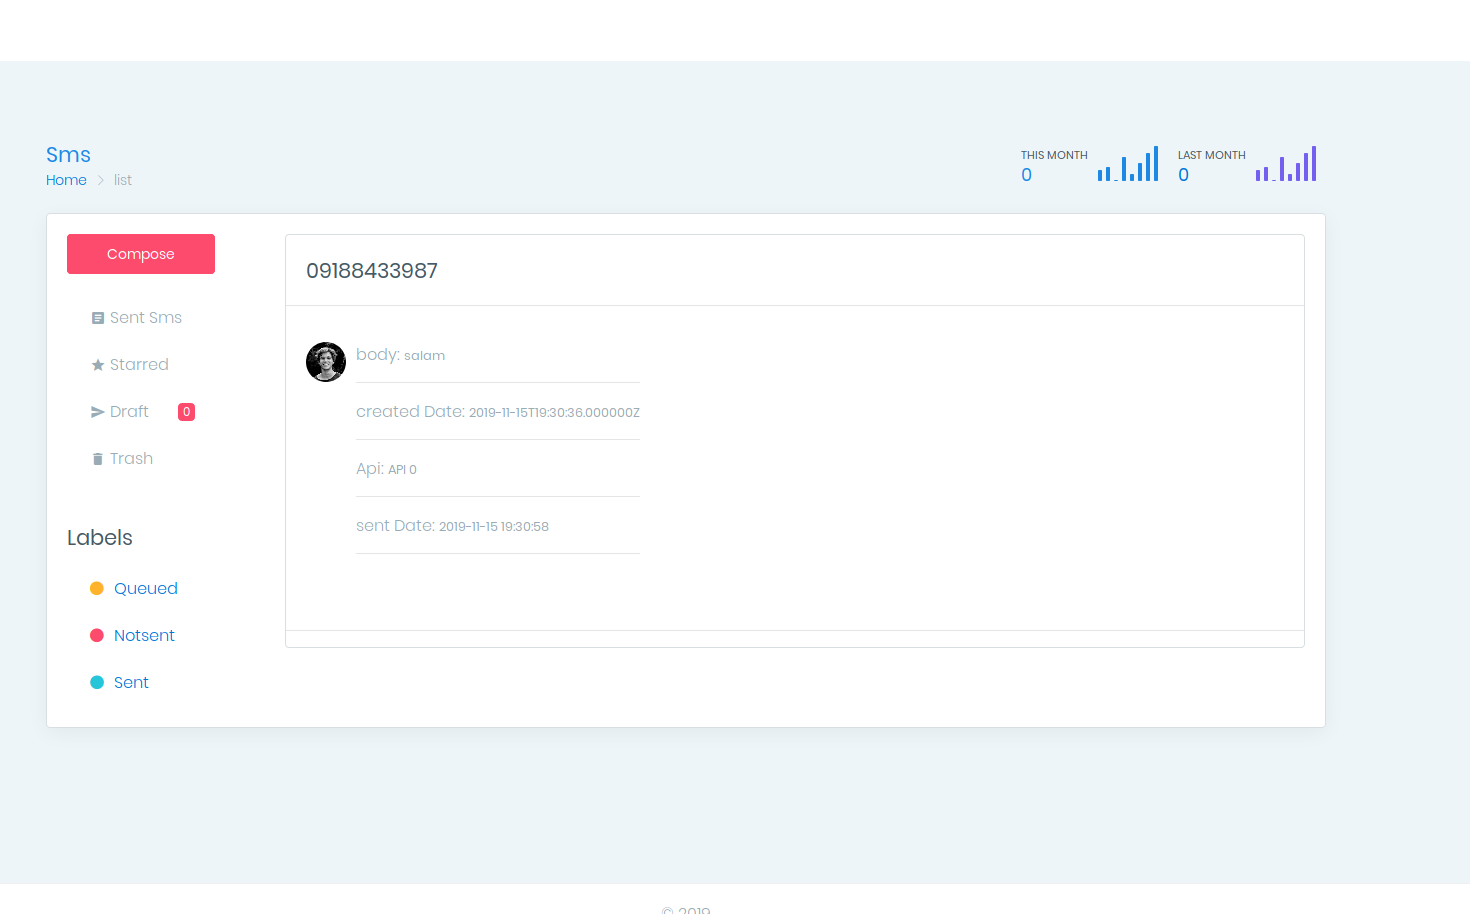 Sms
Home list
THIS MONTH
0
LAST MONTH
0
Compose
Sent Sms
Starred
Draft 0
Trash
Labels
Queued
Notsent
Sent
09188433987
body: salam
created Date: 2019-11-15T19:30:36.000000Z
Api: API 0
sent Date: 2019-11-15 19:30:58
© 2019